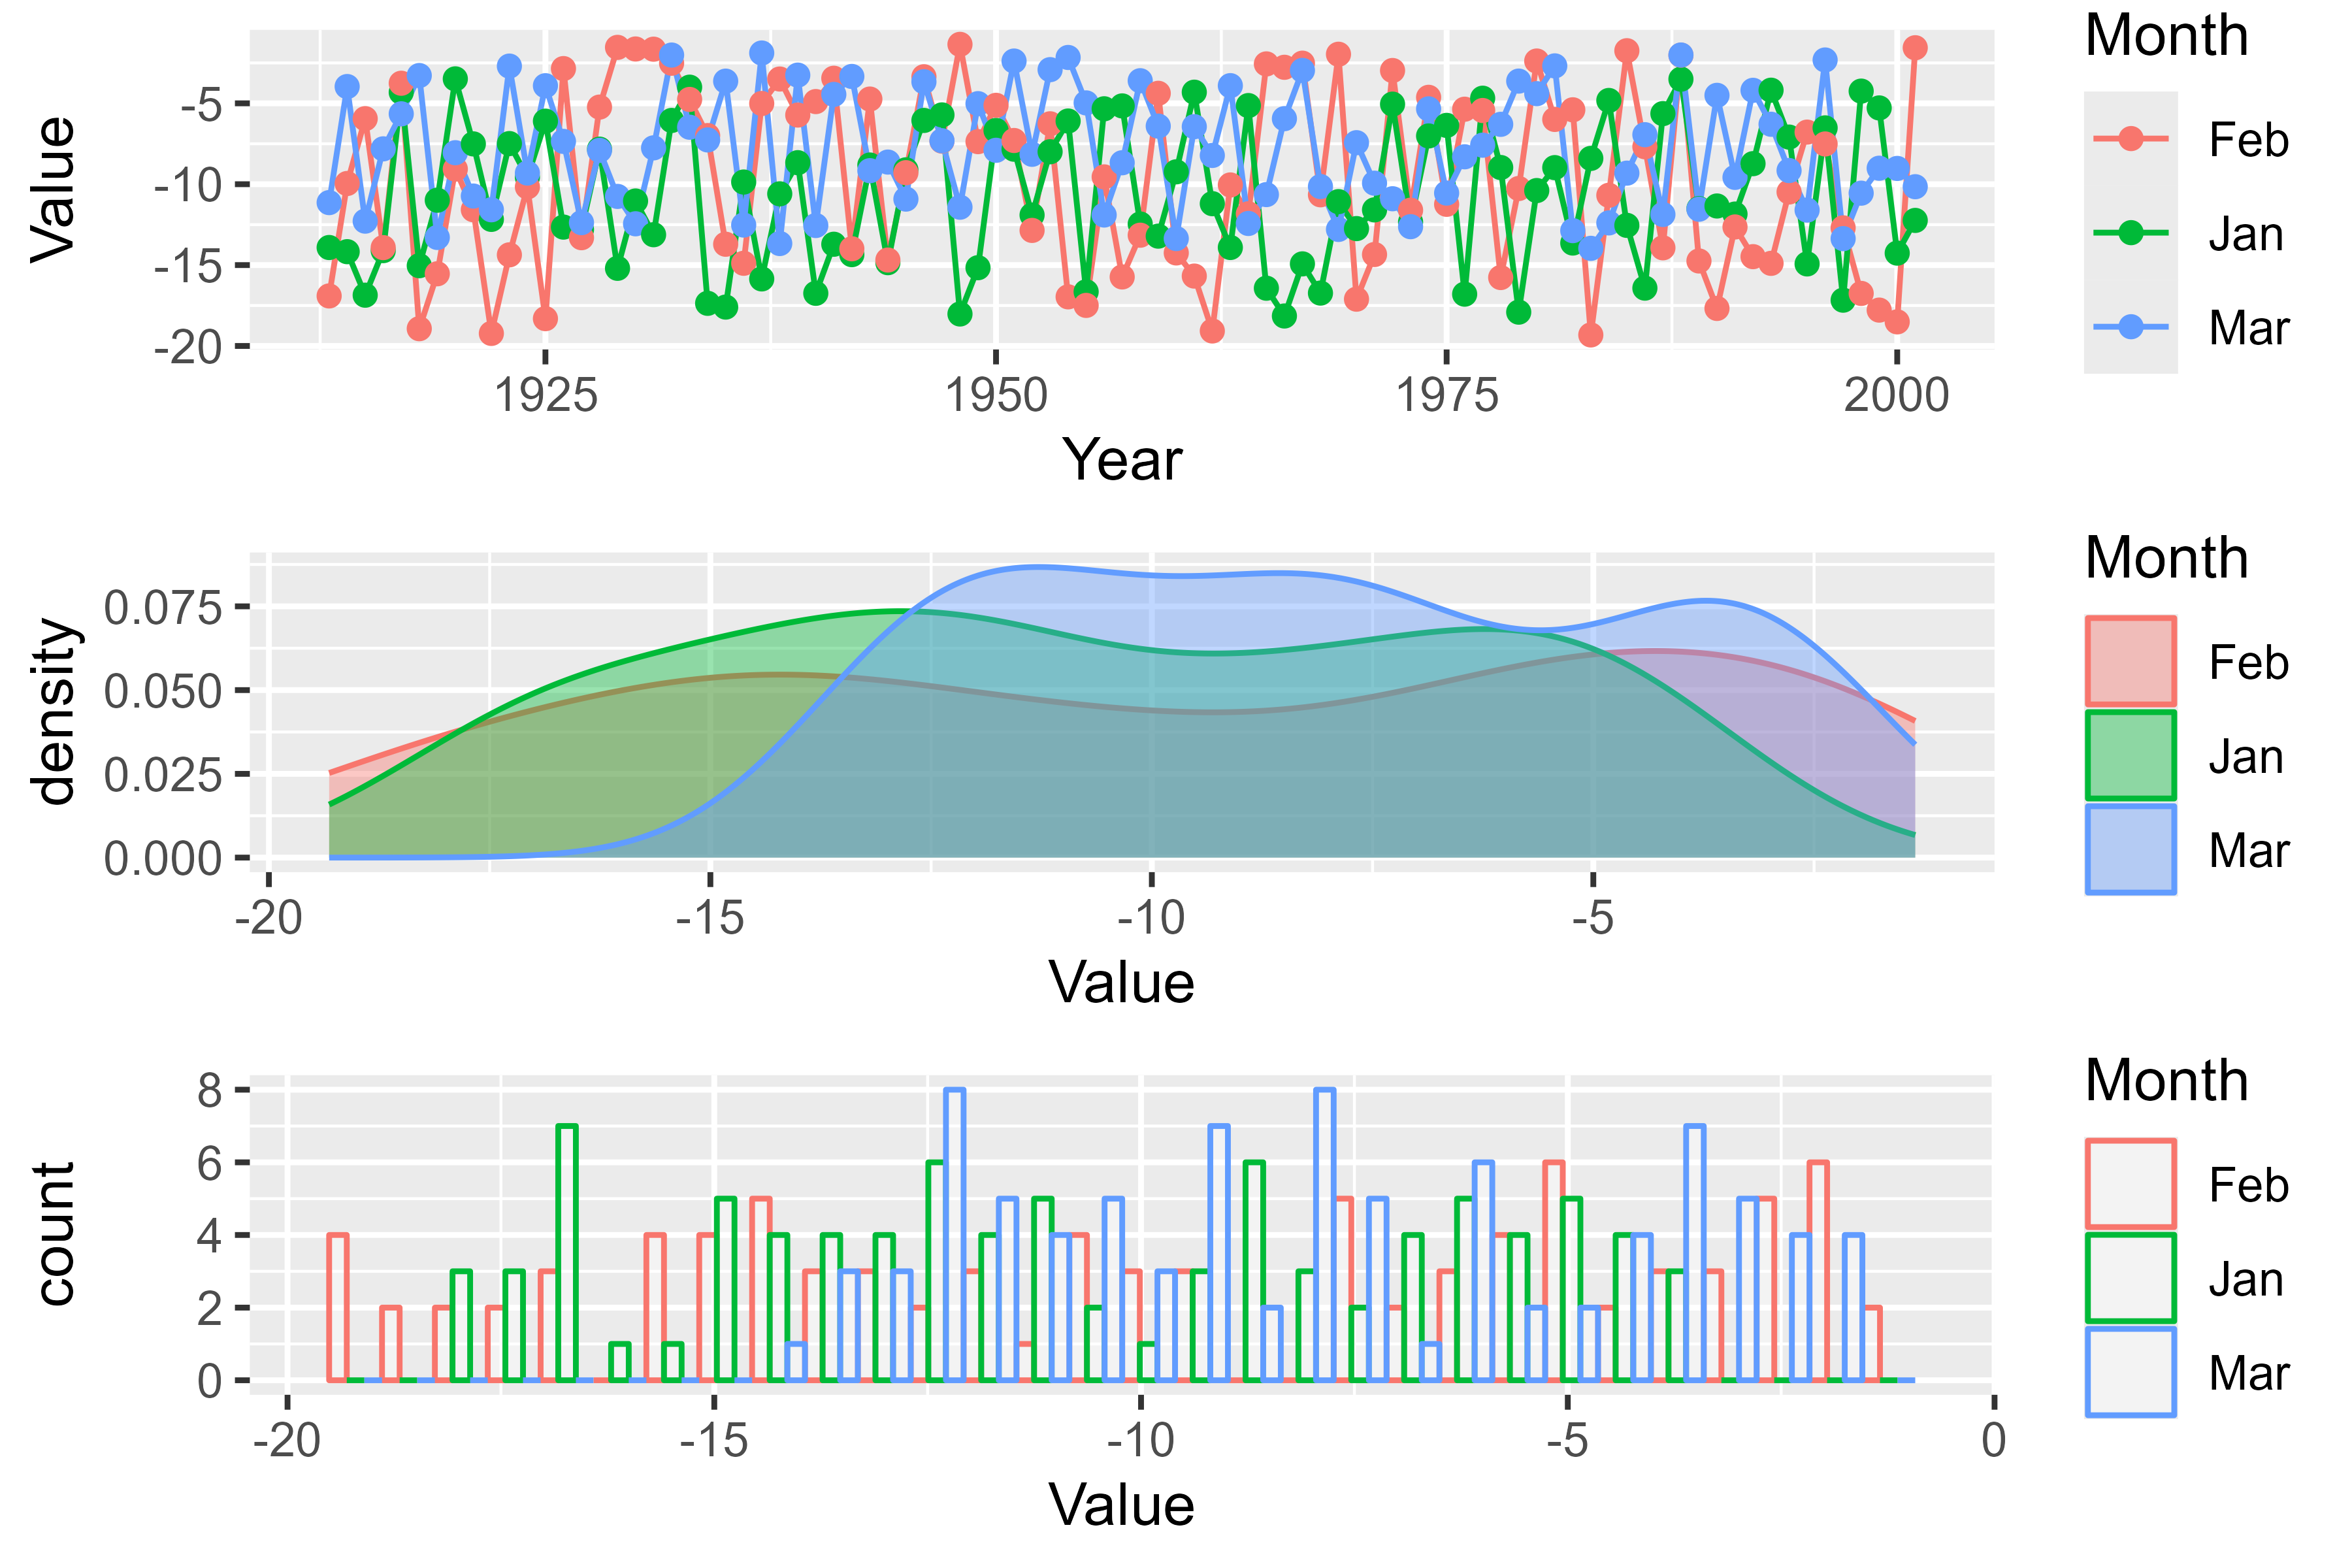 Month
Feb
Jan
Mar
Value
-5
-10
-15
-20
1925 1950 1975 2000
Year
Month
Feb
Jan
Mar
density
0.075
0.050
0.025
0.000
-20 -15 -10 -5
Value
Month
Feb
Jan
Mar
count
8
6
4
2
0
-20 -15 -10 -5 0
Value